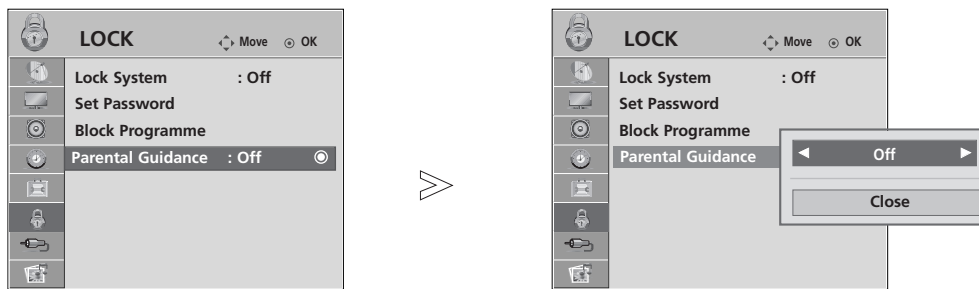 LOCK Move OK
Lock System : Off
Set Password
Block Programme
Parental Guidance : Off
LOCK Move OK
Lock System : Off
Set Password
Block Programme
Parental Guidance
Off
Close